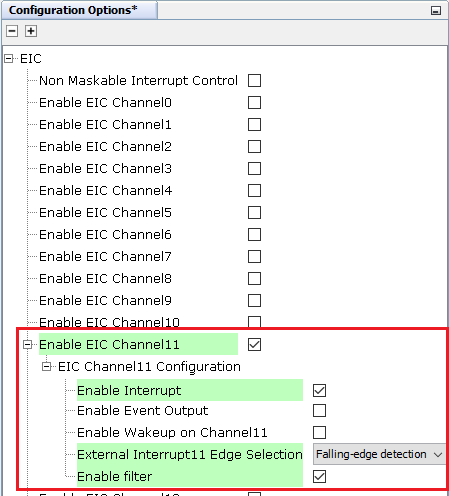 Configuration Options*
EIC
Non Maskable Interrupt Control
Enable EIC Channel0
Enable EIC Channel1
Enable EIC Channel2
Enable EIC Channel3
Enable EIC Channel4
Enable EIC Channel5
Enable EIC Channel6
Enable EIC Channel7
Enable EIC Channel8
Enable EIC Channel9
Enable EIC Channel10
Enable EIC Channel11
EIC Channel11 Configuration
Enable Interrupt
Enable Event Output
Enable Wakeup on Channel11
External Interrupt11 Edge Selection Falling-edge detection
Enable filter